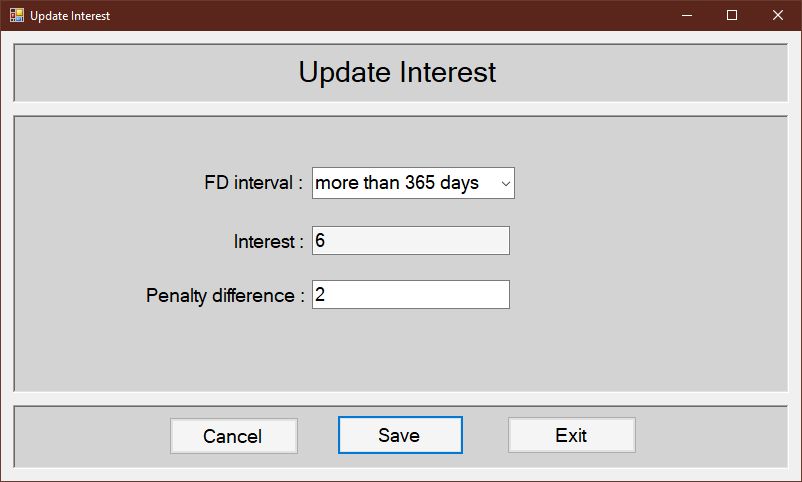 Update Interest
Update Interest
FD interval : more than 365 days
Interest : 6
Penalty difference : 2
Cancel Save Exit